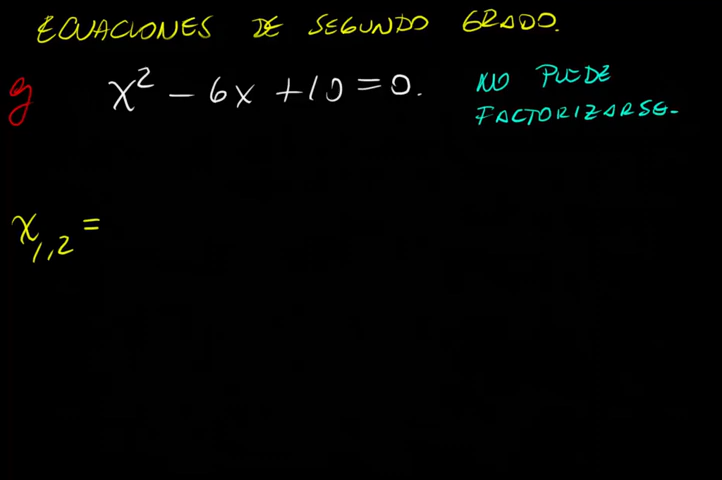 ECUACIONES DE SEGUNDO GRADO.
g x² - 6x + 10 = 0. NO PUEDE
FACTORIZARSE.
x₁,₂ =